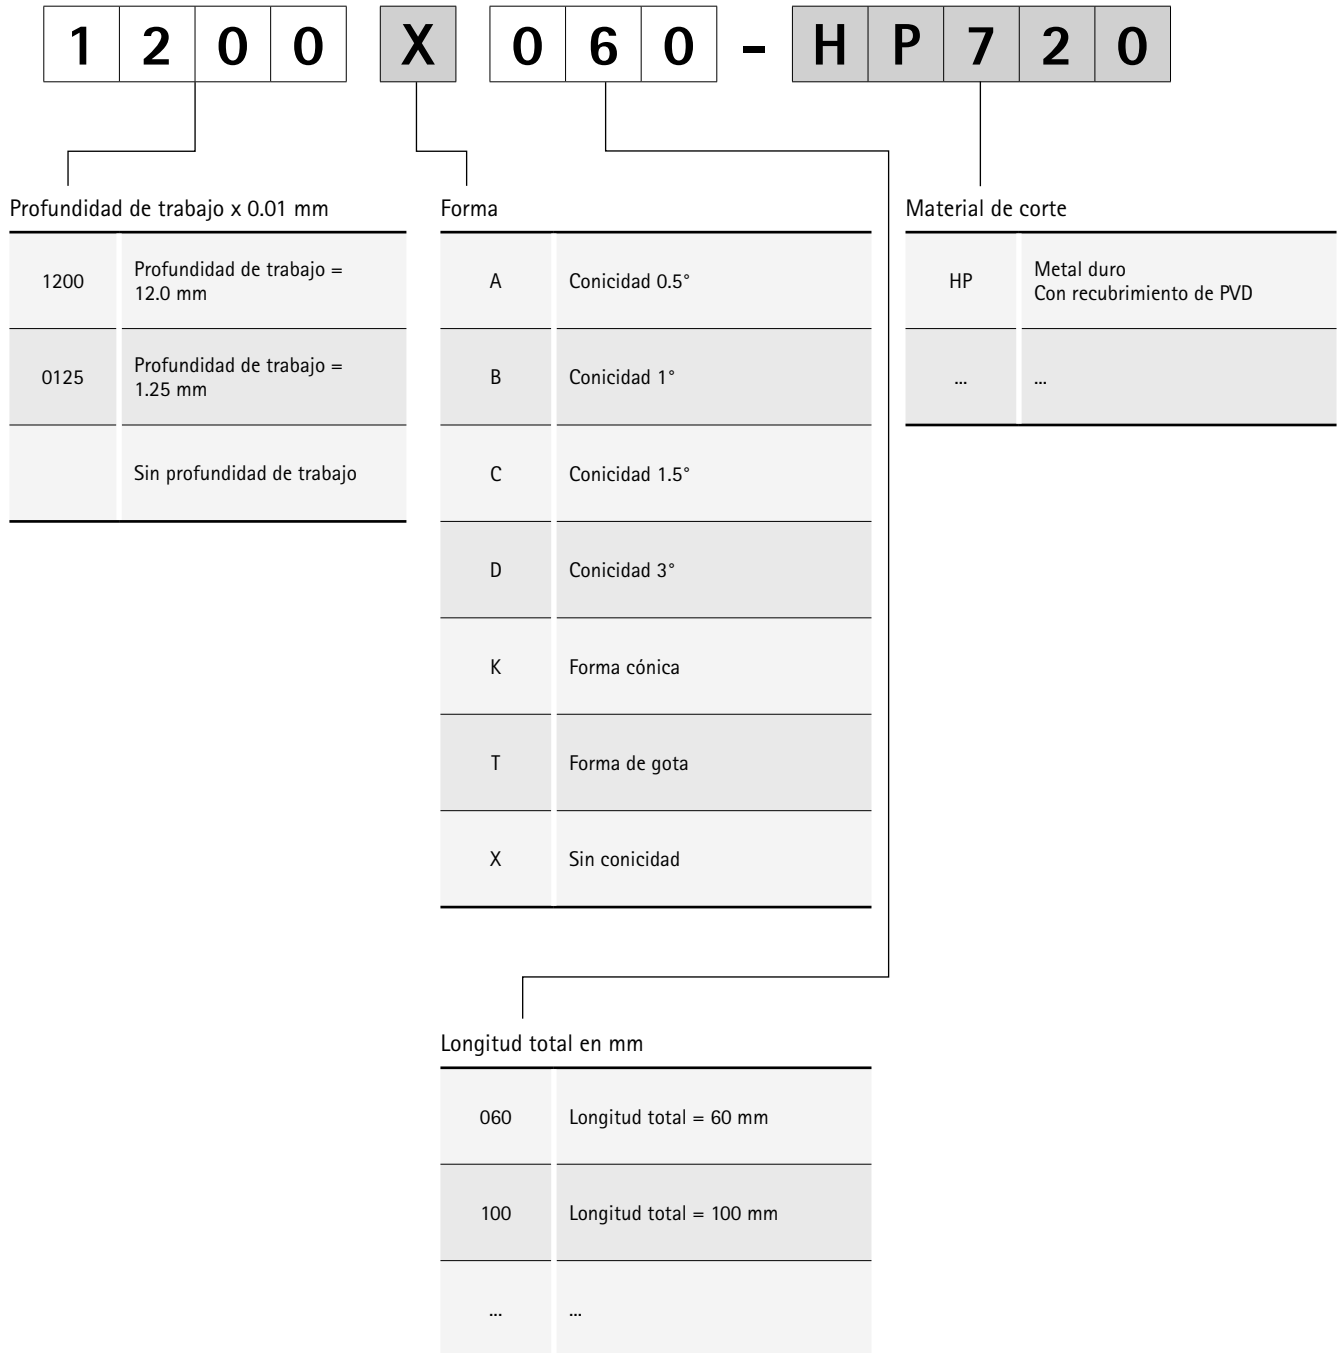 1 2 0 0 X 0 6 0 - H P 7 2 0
Profundidad de trabajo x 0.01 mm
1200 Profundidad de trabajo =
12.0 mm
0125 Profundidad de trabajo =
1.25 mm
Sin profundidad de trabajo
Forma
A Conicidad 0.5°
B Conicidad 1°
C Conicidad 1.5°
D Conicidad 3°
K Forma cónica
T Forma de gota
X Sin conicidad
Material de corte
HP Metal duro
Con recubrimiento de PVD
... ...
Longitud total en mm
060 Longitud total = 60 mm
100 Longitud total = 100 mm
... ...